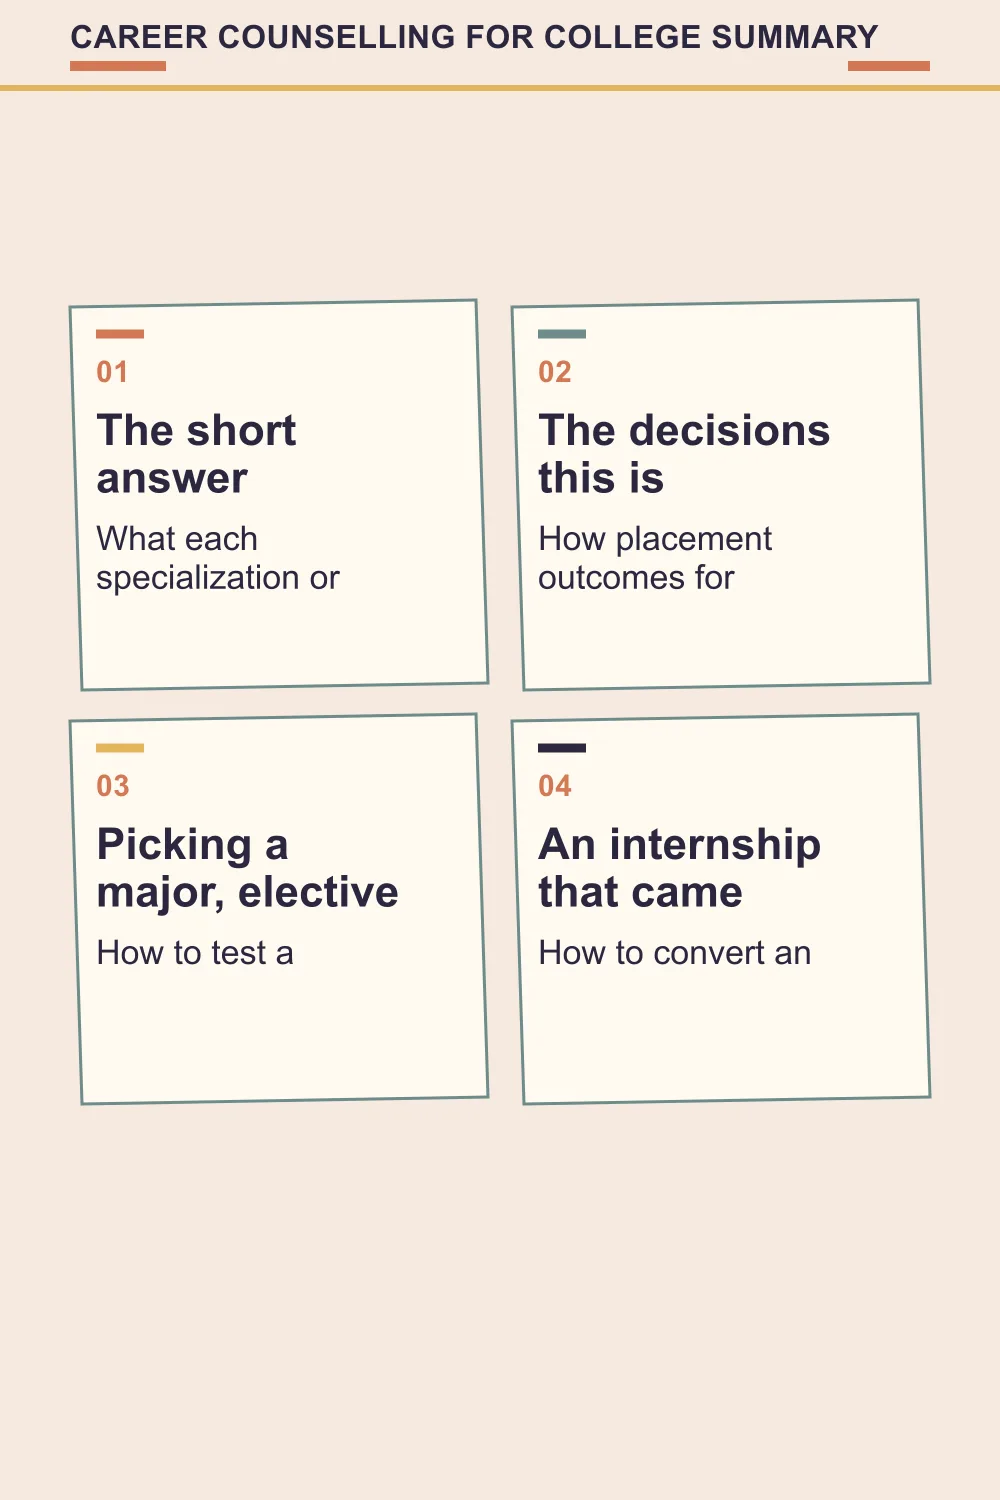 CAREER COUNSELLING FOR COLLEGE SUMMARY
01
The short
answer
What each
specialization or
02
The decisions
this is
How placement
outcomes for
03
Picking a
major, elective
How to test a
04
An internship
that came
How to convert an